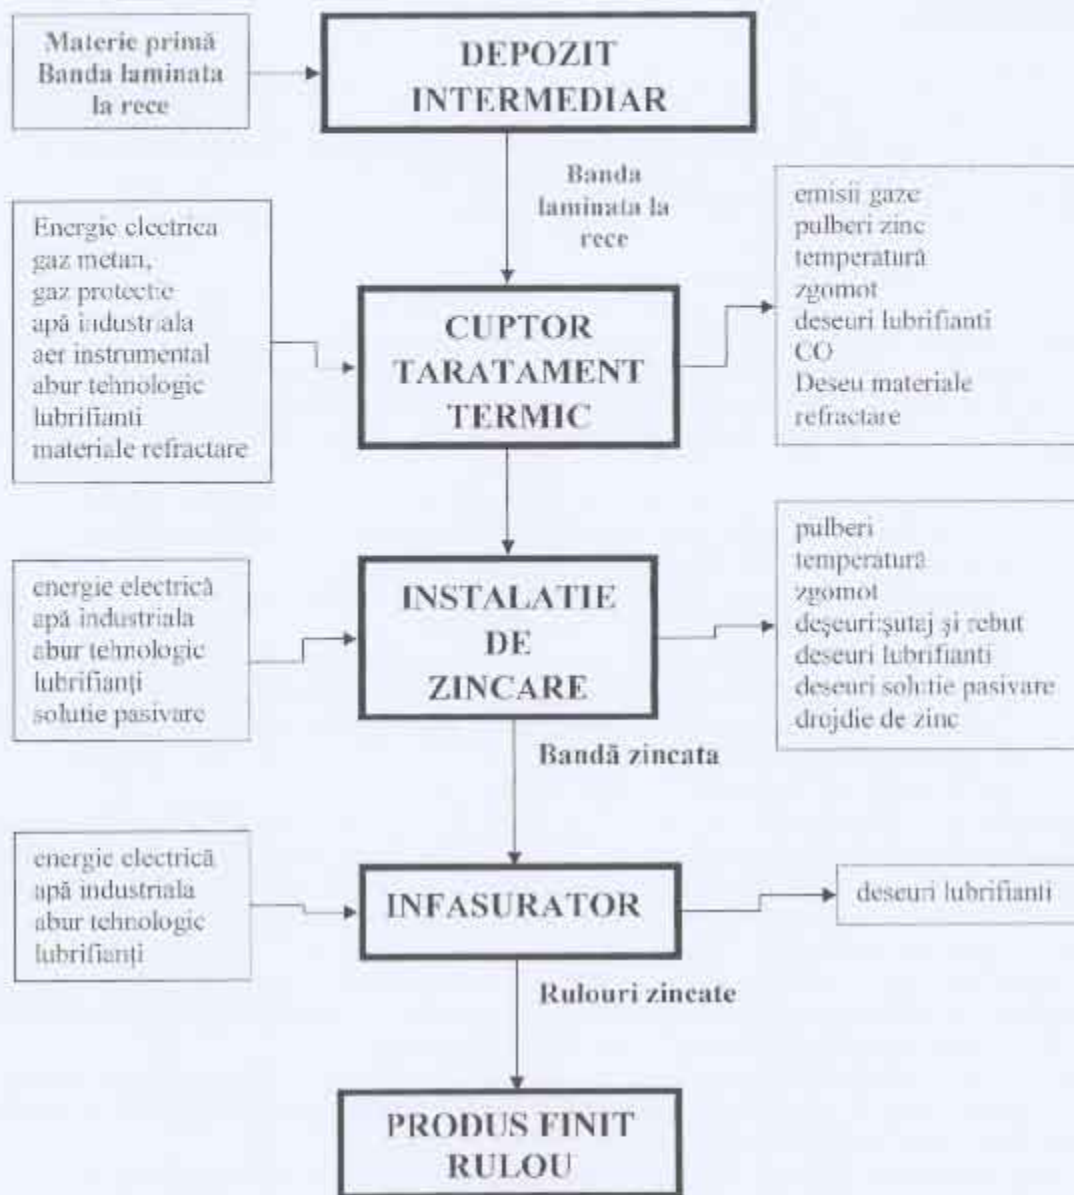 Materie primă
Banda laminata
la rece
DEPOZIT
INTERMEDIAR
Banda
laminata la
rece
Energie electrica
gaz metan,
gaz protectie
apă industriala
aer instrumental
abur tehnologic
lubrifianti
materiale refractare
CUPTOR
TARATAMENT
TERMIC
emisii gaze
pulberi zinc
temperatură
zgomot
deseuri lubrifianti
CO
Deseu materiale
refractare
energie electrică
apă industriala
abur tehnologic
lubrifianți
solutie pasivare
INSTALATIE
DE
ZINCARE
pulberi
temperatură
zgomot
deşeuri:şutaj şi rebut
deseuri lubrifianti
deseuri solutie pasivare
drojdie de zinc
Bandă zincata
energie electrică
apă industriala
abur tehnologic
lubrifianți
INFASURATOR
deseuri lubrifianti
Rulouri zincate
PRODUS FINIT
RULOU